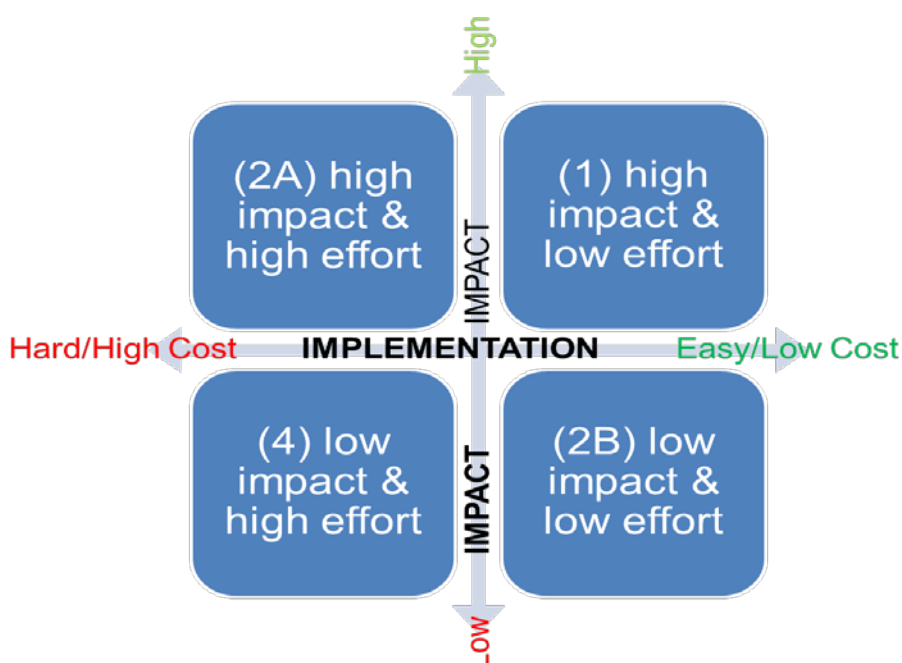 High
(2A) high
impact &
high effort
(1) high
impact &
low effort
IMPACT
Hard/High Cost
IMPLEMENTATION
Easy/Low Cost
(4) low
impact &
high effort
IMPACT
(2B) low
impact &
low effort
Low